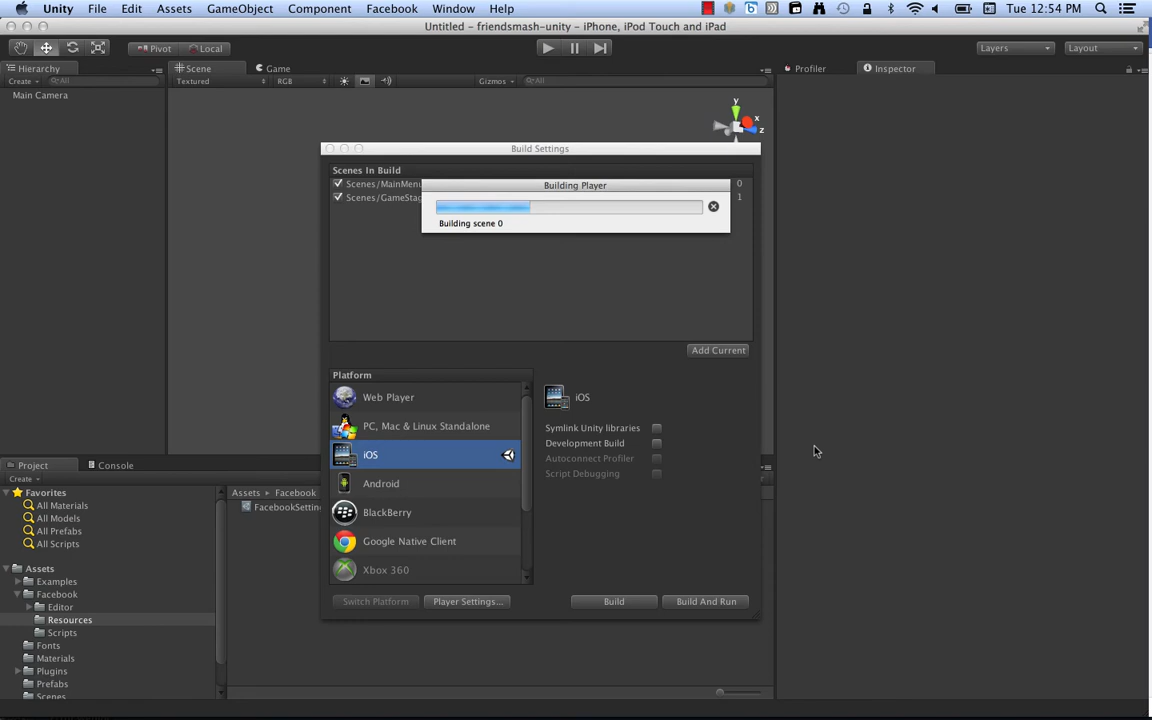 Unity File Edit Assets GameObject Component Facebook Window Help Tue 12:54 PM
Untitled - friendsmash-unity - iPhone, iPod Touch and iPad
Pivot Local Layers Layout
Hierarchy Scene Game Profiler Inspector
Create All Textured RGB Gizmos All
Main Camera
y
x
z
Build Settings
Scenes In Build
Scenes/MainMenu 0
Scenes/GameStag 1
Building Player
Building scene 0
Add Current
Platform
Web Player
PC, Mac & Linux Standalone
iOS
Android
BlackBerry
Google Native Client
Xbox 360
iOS
Symlink Unity libraries
Development Build
Autoconnect Profiler
Script Debugging
Switch Platform Player Settings... Build Build And Run
Project Console
Create
Favorites
All Materials
All Models
All Prefabs
All Scripts
Assets
Examples
Facebook
Editor
Resources
Scripts
Fonts
Materials
Plugins
Prefabs
Scenes
Assets Facebook
FacebookSettin